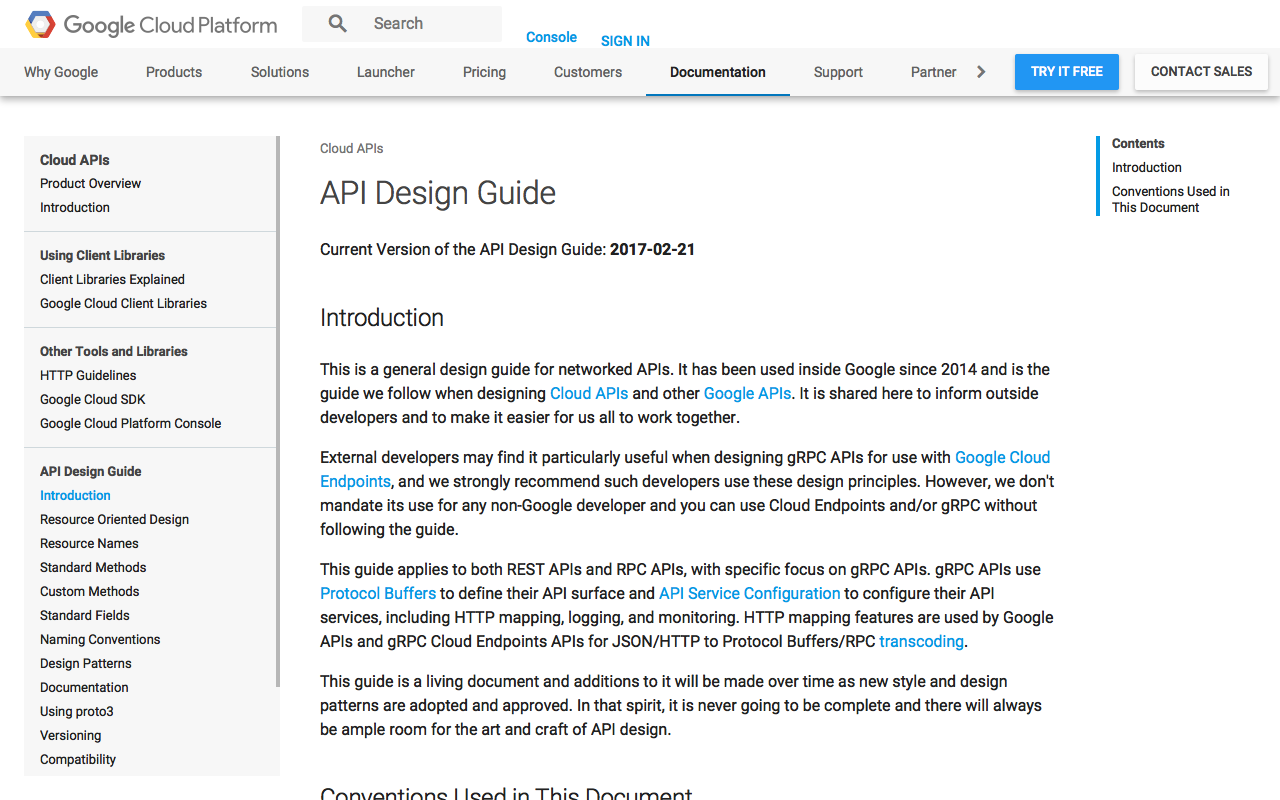 Google Cloud Platform
Search
Console
SIGN IN
Why Google
Products
Solutions
Launcher
Pricing
Customers
Documentation
Support
Partner
TRY IT FREE
CONTACT SALES
Cloud APIs
Product Overview
Introduction
Using Client Libraries
Client Libraries Explained
Google Cloud Client Libraries
Other Tools and Libraries
HTTP Guidelines
Google Cloud SDK
Google Cloud Platform Console
API Design Guide
Introduction
Resource Oriented Design
Resource Names
Standard Methods
Custom Methods
Standard Fields
Naming Conventions
Design Patterns
Documentation
Using proto3
Versioning
Compatibility
Cloud APIs
API Design Guide
Current Version of the API Design Guide: 2017-02-21
Introduction
This is a general design guide for networked APIs. It has been used inside Google since 2014 and is the
guide we follow when designing Cloud APIs and other Google APIs. It is shared here to inform outside
developers and to make it easier for us all to work together.
External developers may find it particularly useful when designing gRPC APIs for use with Google Cloud
Endpoints, and we strongly recommend such developers use these design principles. However, we don't
mandate its use for any non-Google developer and you can use Cloud Endpoints and/or gRPC without
following the guide.
This guide applies to both REST APIs and RPC APIs, with specific focus on gRPC APIs. gRPC APIs use
Protocol Buffers to define their API surface and API Service Configuration to configure their API
services, including HTTP mapping, logging, and monitoring. HTTP mapping features are used by Google
APIs and gRPC Cloud Endpoints APIs for JSON/HTTP to Protocol Buffers/RPC transcoding.
This guide is a living document and additions to it will be made over time as new style and design
patterns are adopted and approved. In that spirit, it is never going to be complete and there will always
be ample room for the art and craft of API design.
Conventions Used in This Document
Contents
Introduction
Conventions Used in
This Document